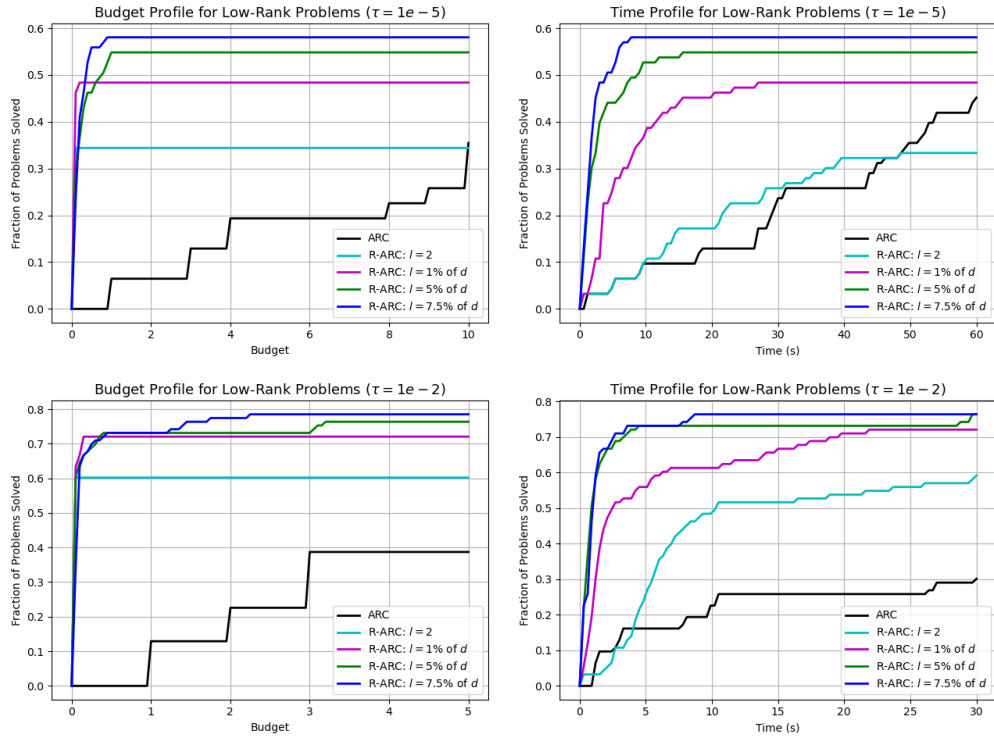 Budget Profile for Low-Rank Problems (τ = 1e − 5)
Fraction of Problems Solved
0.6
0.5
0.4
0.3
0.2
0.1
0.0
ARC
R-ARC: l = 2
R-ARC: l = 1% of d
R-ARC: l = 5% of d
R-ARC: l = 7.5% of d
0 2 4 6 8 10
Budget
Time Profile for Low-Rank Problems (τ = 1e − 5)
Fraction of Problems Solved
0.6
0.5
0.4
0.3
0.2
0.1
0.0
ARC
R-ARC: l = 2
R-ARC: l = 1% of d
R-ARC: l = 5% of d
R-ARC: l = 7.5% of d
0 10 20 30 40 50 60
Time (s)
Budget Profile for Low-Rank Problems (τ = 1e − 2)
Fraction of Problems Solved
0.8
0.7
0.6
0.5
0.4
0.3
0.2
0.1
0.0
ARC
R-ARC: l = 2
R-ARC: l = 1% of d
R-ARC: l = 5% of d
R-ARC: l = 7.5% of d
0 1 2 3 4 5
Budget
Time Profile for Low-Rank Problems (τ = 1e − 2)
Fraction of Problems Solved
0.8
0.7
0.6
0.5
0.4
0.3
0.2
0.1
0.0
ARC
R-ARC: l = 2
R-ARC: l = 1% of d
R-ARC: l = 5% of d
R-ARC: l = 7.5% of d
0 5 10 15 20 25 30
Time (s)